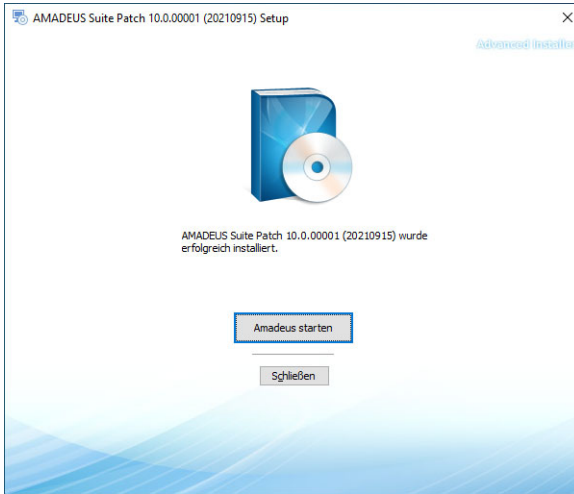 AMADEUS Suite Patch 10.0.00001 (20210915) Setup
Advanced Installer
AMADEUS Suite Patch 10.0.00001 (20210915) wurde
erfolgreich installiert.
Amadeus starten
Schließen